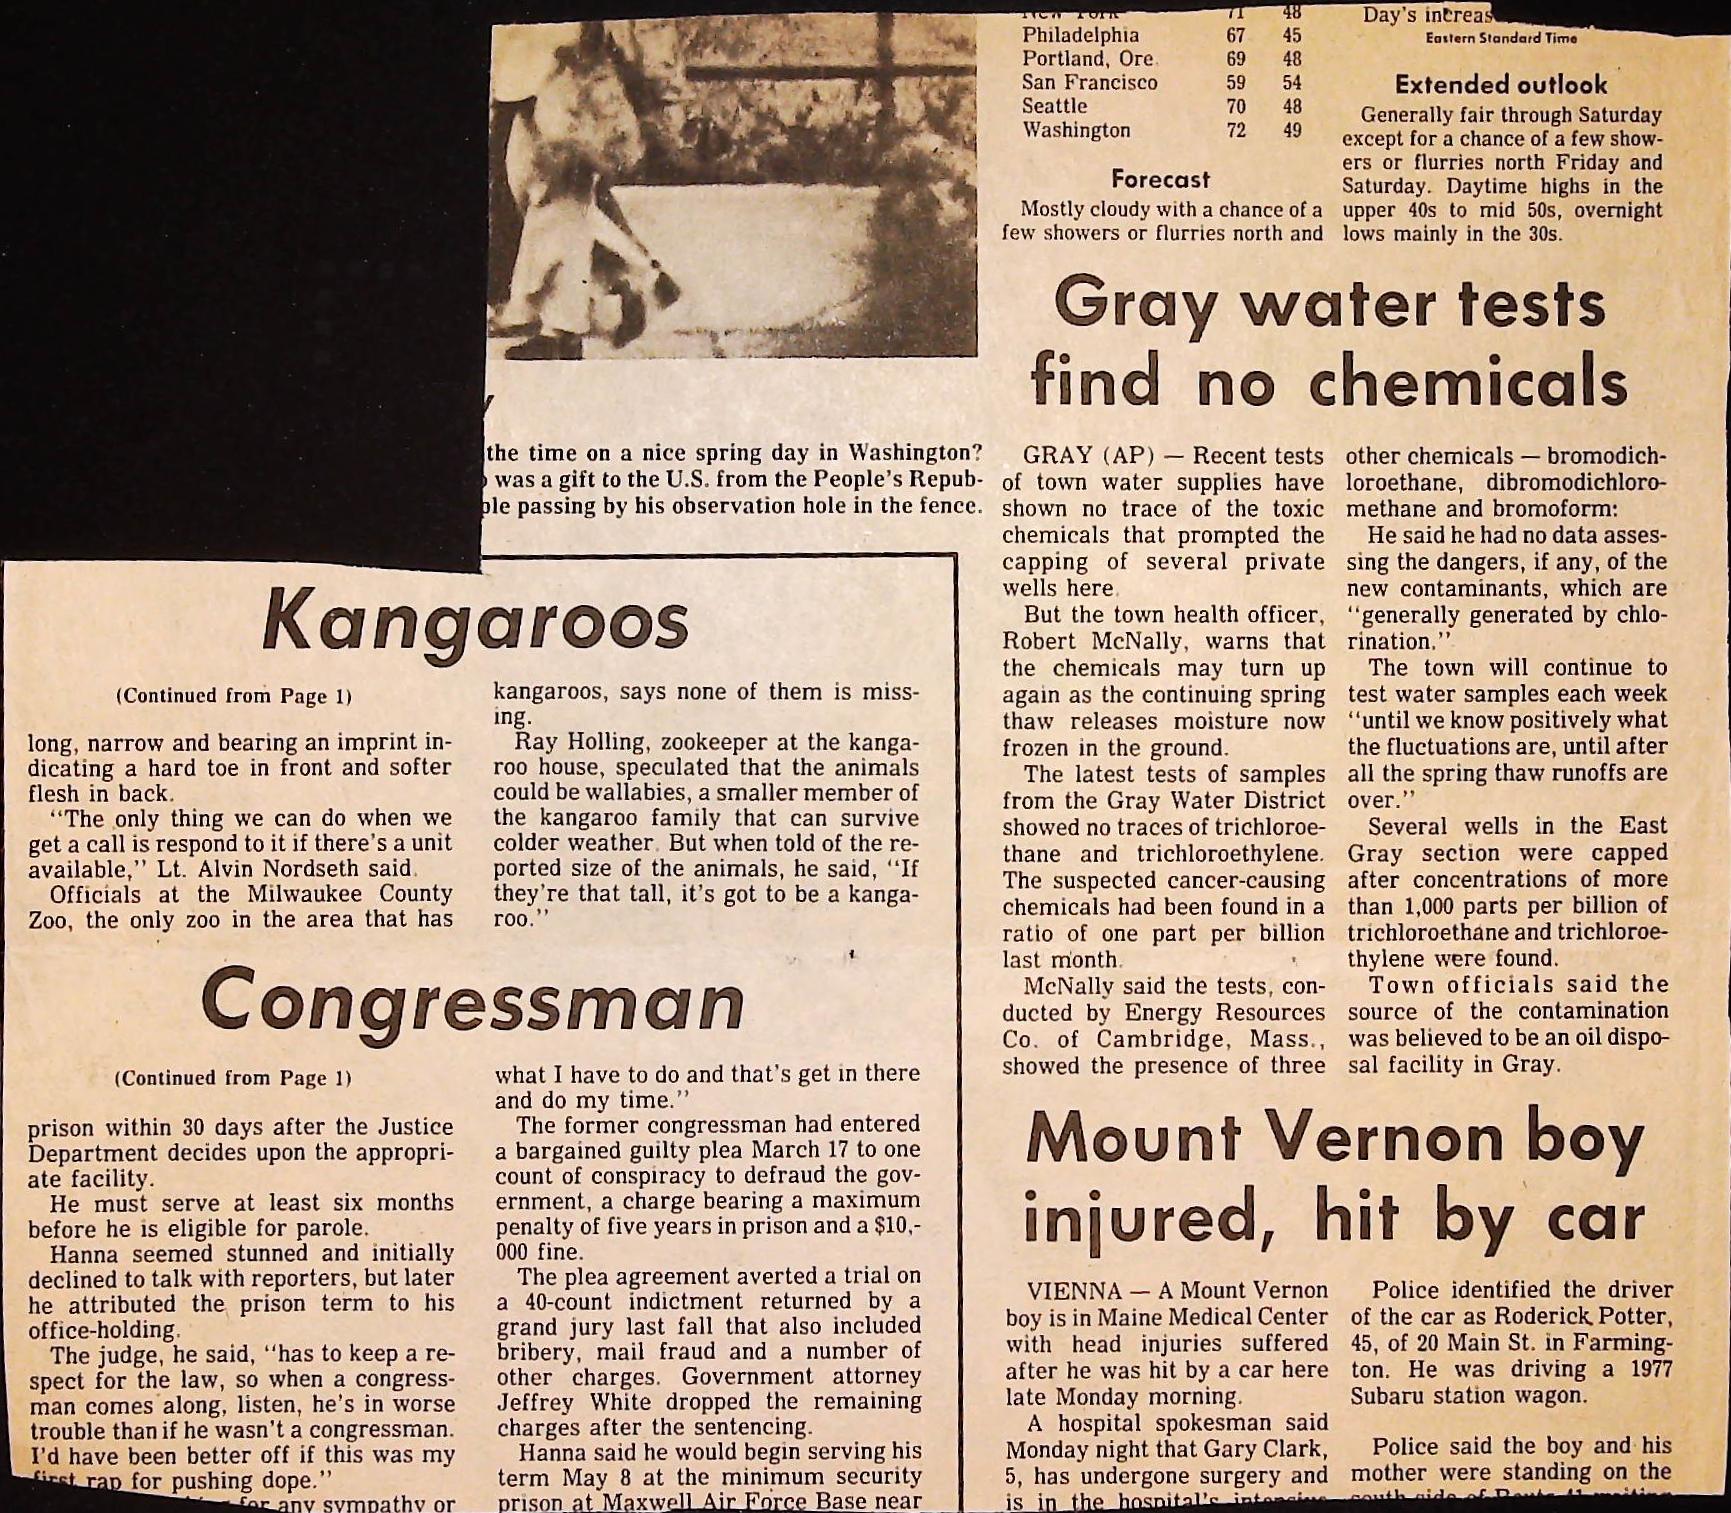 New York 71 48
Philadelphia 67 45
Portland, Ore. 69 48
San Francisco 59 54
Seattle 70 48
Washington 72 49
Forecast
Mostly cloudy with a chance of a
few showers or flurries north and
Day's increas
Eastern Standard Time
Extended outlook
Generally fair through Saturday
except for a chance of a few show-
ers or flurries north Friday and
Saturday. Daytime highs in the
upper 40s to mid 50s, overnight
lows mainly in the 30s.
the time on a nice spring day in Washington?
was a gift to the U.S. from the People's Repub-
ple passing by his observation hole in the fence.
Kangaroos
(Continued from Page 1)
long, narrow and bearing an imprint in-
dicating a hard toe in front and softer
flesh in back.
"The only thing we can do when we
get a call is respond to it if there's a unit
available," Lt. Alvin Nordseth said.
Officials at the Milwaukee County
Zoo, the only zoo in the area that has
kangaroos, says none of them is miss-
ing.
Ray Holling, zookeeper at the kanga-
roo house, speculated that the animals
could be wallabies, a smaller member of
the kangaroo family that can survive
colder weather. But when told of the re-
ported size of the animals, he said, "If
they're that tall, it's got to be a kanga-
roo."
Congressman
(Continued from Page 1)
prison within 30 days after the Justice
Department decides upon the appropri-
ate facility.
He must serve at least six months
before he is eligible for parole.
Hanna seemed stunned and initially
declined to talk with reporters, but later
he attributed the prison term to his
office-holding.
The judge, he said, "has to keep a re-
spect for the law, so when a congress-
man comes along, listen, he's in worse
trouble than if he wasn't a congressman.
I'd have been better off if this was my
first rap for pushing dope."
for any sympathy or
what I have to do and that's get in there
and do my time."
The former congressman had entered
a bargained guilty plea March 17 to one
count of conspiracy to defraud the gov-
ernment, a charge bearing a maximum
penalty of five years in prison and a $10,-
000 fine.
The plea agreement averted a trial on
a 40-count indictment returned by a
grand jury last fall that also included
bribery, mail fraud and a number of
other charges. Government attorney
Jeffrey White dropped the remaining
charges after the sentencing.
Hanna said he would begin serving his
term May 8 at the minimum security
prison at Maxwell Air Force Base near
Gray water tests
find no chemicals
GRAY (AP) — Recent tests
of town water supplies have
shown no trace of the toxic
chemicals that prompted the
capping of several private
wells here.
But the town health officer,
Robert McNally, warns that
the chemicals may turn up
again as the continuing spring
thaw releases moisture now
frozen in the ground.
The latest tests of samples
from the Gray Water District
showed no traces of trichloroe-
thane and trichloroethylene.
The suspected cancer-causing
chemicals had been found in a
ratio of one part per billion
last month.
McNally said the tests, con-
ducted by Energy Resources
Co. of Cambridge, Mass.,
showed the presence of three
other chemicals — bromodich-
loroethane, dibromodichloro-
methane and bromoform:
He said he had no data asses-
sing the dangers, if any, of the
new contaminants, which are
"generally generated by chlo-
rination."
The town will continue to
test water samples each week
"until we know positively what
the fluctuations are, until after
all the spring thaw runoffs are
over."
Several wells in the East
Gray section were capped
after concentrations of more
than 1,000 parts per billion of
trichloroethane and trichloroe-
thylene were found.
Town officials said the
source of the contamination
was believed to be an oil dispo-
sal facility in Gray.
Mount Vernon boy
injured, hit by car
VIENNA — A Mount Vernon
boy is in Maine Medical Center
with head injuries suffered
after he was hit by a car here
late Monday morning.
A hospital spokesman said
Monday night that Gary Clark,
5, has undergone surgery and
is in the hospital's intensive
Police identified the driver
of the car as Roderick Potter,
45, of 20 Main St. in Farming-
ton. He was driving a 1977
Subaru station wagon.
Police said the boy and his
mother were standing on the
south side of Route 41 waiting